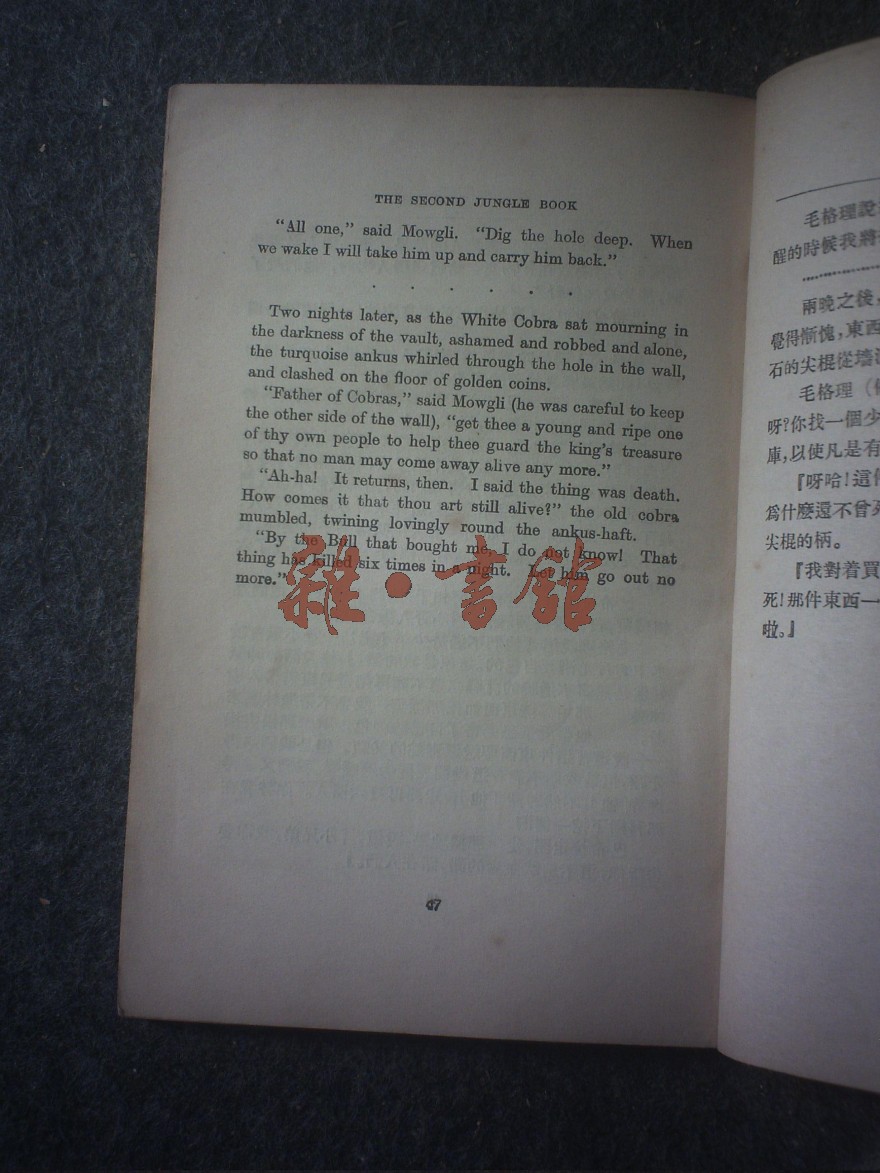 THE SECOND JUNGLE BOOK
“All one,” said Mowgli. “Dig the hole deep. When
we wake I will take him up and carry him back.”
. . . . . .
Two nights later, as the White Cobra sat mourning in
the darkness of the vault, ashamed and robbed and alone,
the turquoise ankus whirled through the hole in the wall,
and clashed on the floor of golden coins.
“Father of Cobras,” said Mowgli (he was careful to keep
the other side of the wall), “get thee a young and ripe one
of thy own people to help thee guard the king's treasure
so that no man may come away alive any more.”
“Ah-ha! It returns, then. I said the thing was death.
How comes it that thou art still alive?” the old cobra
mumbled, twining lovingly round the ankus-haft.
“By the Bull that bought me, I do not know! That
thing has killed six times in a night. Let him go out no
more.”
47
雜·書館
毛格理說
醒的時候我將
兩晚之後，
覺得慚愧，東西
石的尖棍從墻
毛格理（
呀？你找一個少
庫，以使凡是有
『呀哈！這
爲什麼還不曾
尖棍的柄。
『我對着買
死！那件東西一
啦。』